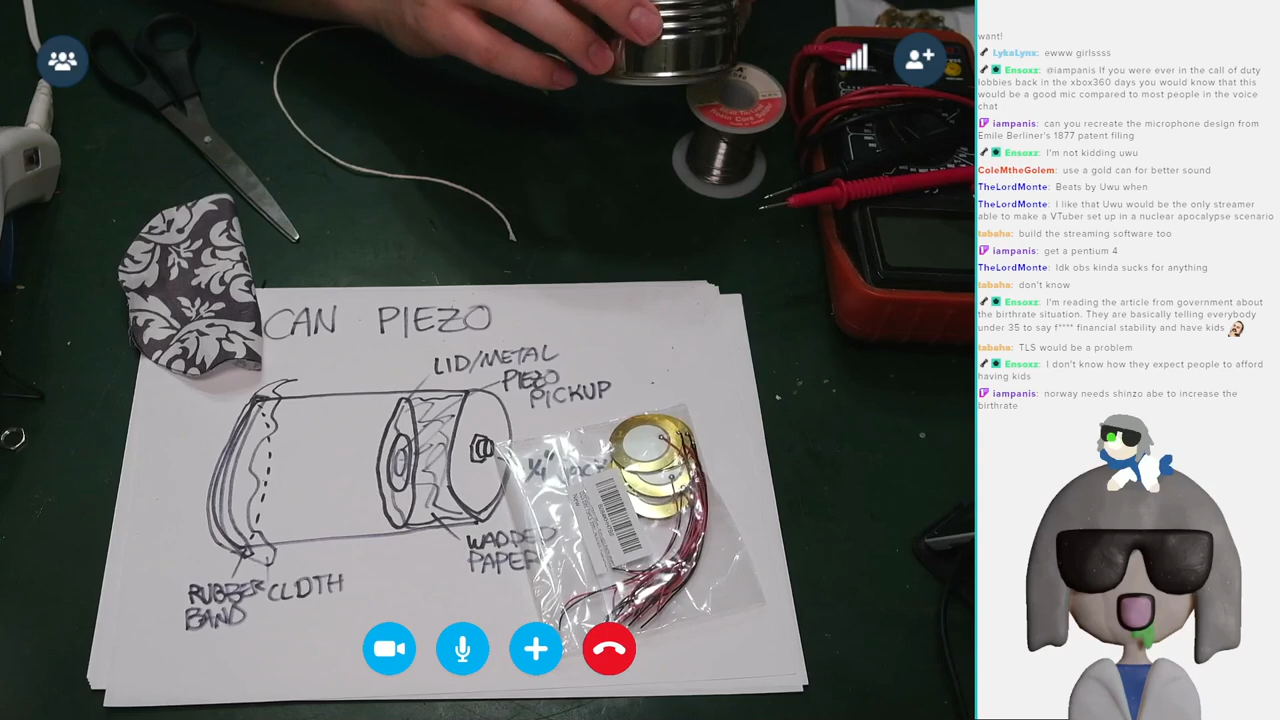 CAN PIEZO
LID/METAL
PIEZO
PICKUP
1/4"
WADDED
PAPER
RUBBER
BAND
CLOTH
want!
LykaLynx: ewww girlssss
Ensoxz: @iampanis If you were ever in the call of duty
lobbies back in the xbox360 days you would know that this
would be a good mic compared to most people in the voice
chat
iampanis: can you recreate the microphone design from
Emile Berliner's 1877 patent filing
Ensoxz: I'm not kidding uwu
ColeMtheGolem: use a gold can for better sound
TheLordMonte: Beats by Uwu when
TheLordMonte: I like that Uwu would be the only streamer
able to make a VTuber set up in a nuclear apocalypse scenario
tabaha: build the streaming software too
iampanis: get a pentium 4
TheLordMonte: Idk obs kinda sucks for anything
tabaha: don't know
Ensoxz: I'm reading the article from government about
the birthrate situation. They are basically telling everybody
under 35 to say f**** financial stability and have kids
tabaha: TLS would be a problem
Ensoxz: I don't know how they expect people to afford
having kids
iampanis: norway needs shinzo abe to increase the
birthrate